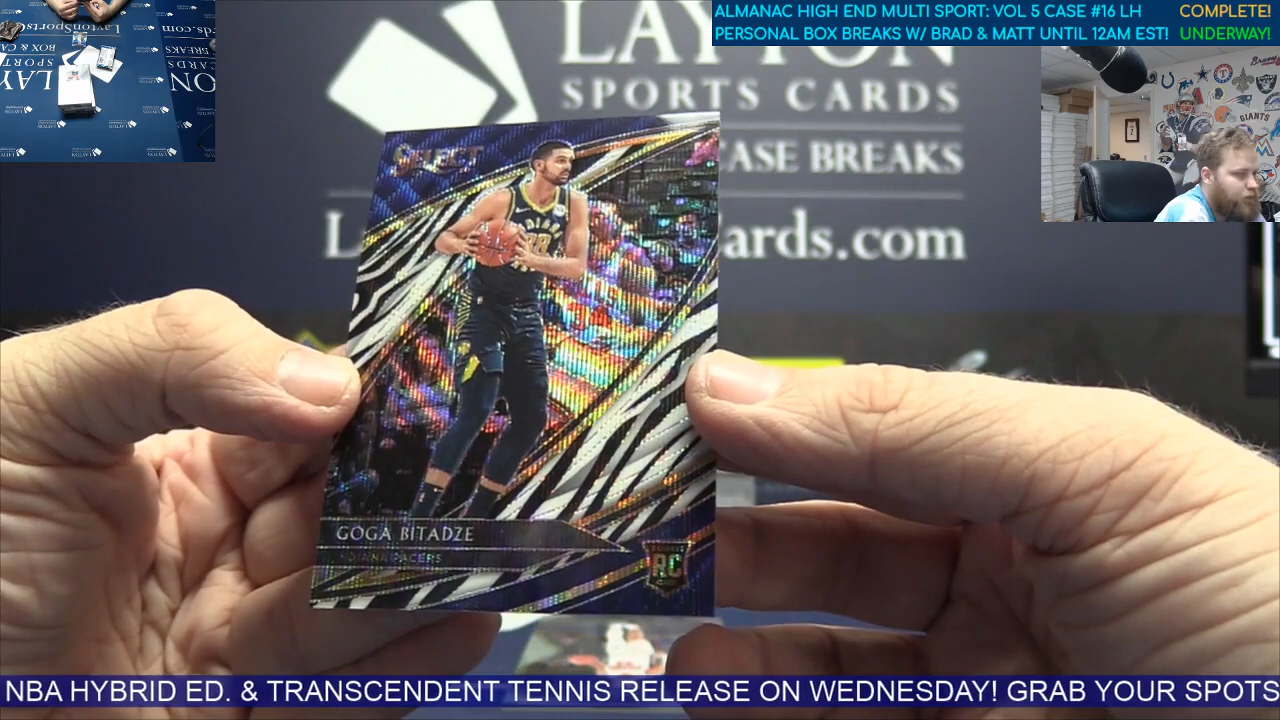 ALMANAC HIGH END MULTI SPORT: VOL 5 CASE #16 LH COMPLETE!
PERSONAL BOX BREAKS W/ BRAD & MATT UNTIL 12AM EST! UNDERWAY!
LAYTON
SPORTS CARDS
CASE BREAKS
ards.com
SELECT
GOGA BITADZE
INDIANA PACERS
RC
GIANTS
NBA HYBRID ED. & TRANSCENDENT TENNIS RELEASE ON WEDNESDAY! GRAB YOUR SPOTS